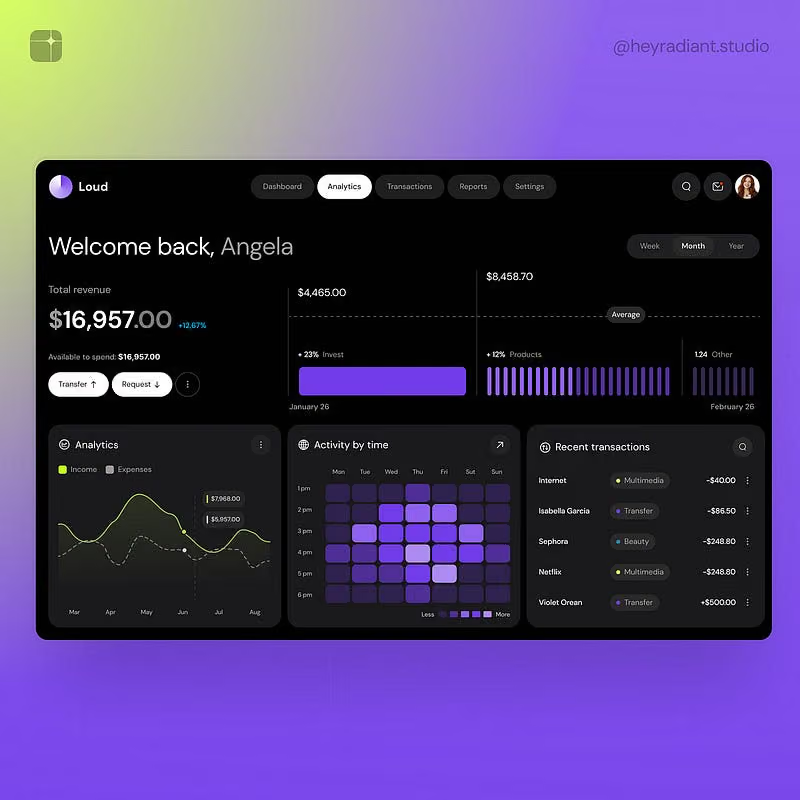 @heyradiant.studio
Loud
Dashboard Analytics Transactions Reports Settings
Welcome back, Angela
Week Month Year
Total revenue
$16,957.00 +12,67%
Available to spend: $16,957.00
Transfer ↑ Request ↓
$4,465.00
$8,458.70
Average
+ 23% Invest
+ 12% Products
1.24 Other
January 26
February 26
Analytics
Income Expenses
$7,968.00
$5,957.00
Mar Apr May Jun Jul Aug
Activity by time
Mon Tue Wed Thu Fri Sut Sun
1 pm
2 pm
3 pm
4 pm
5 pm
6 pm
Less More
Recent transactions
Internet Multimedia -$40.00
Isabella Garcia Transfer -$86.50
Sephora Beauty -$248.80
Netflix Multimedia -$248.80
Violet Orean Transfer +$500.00